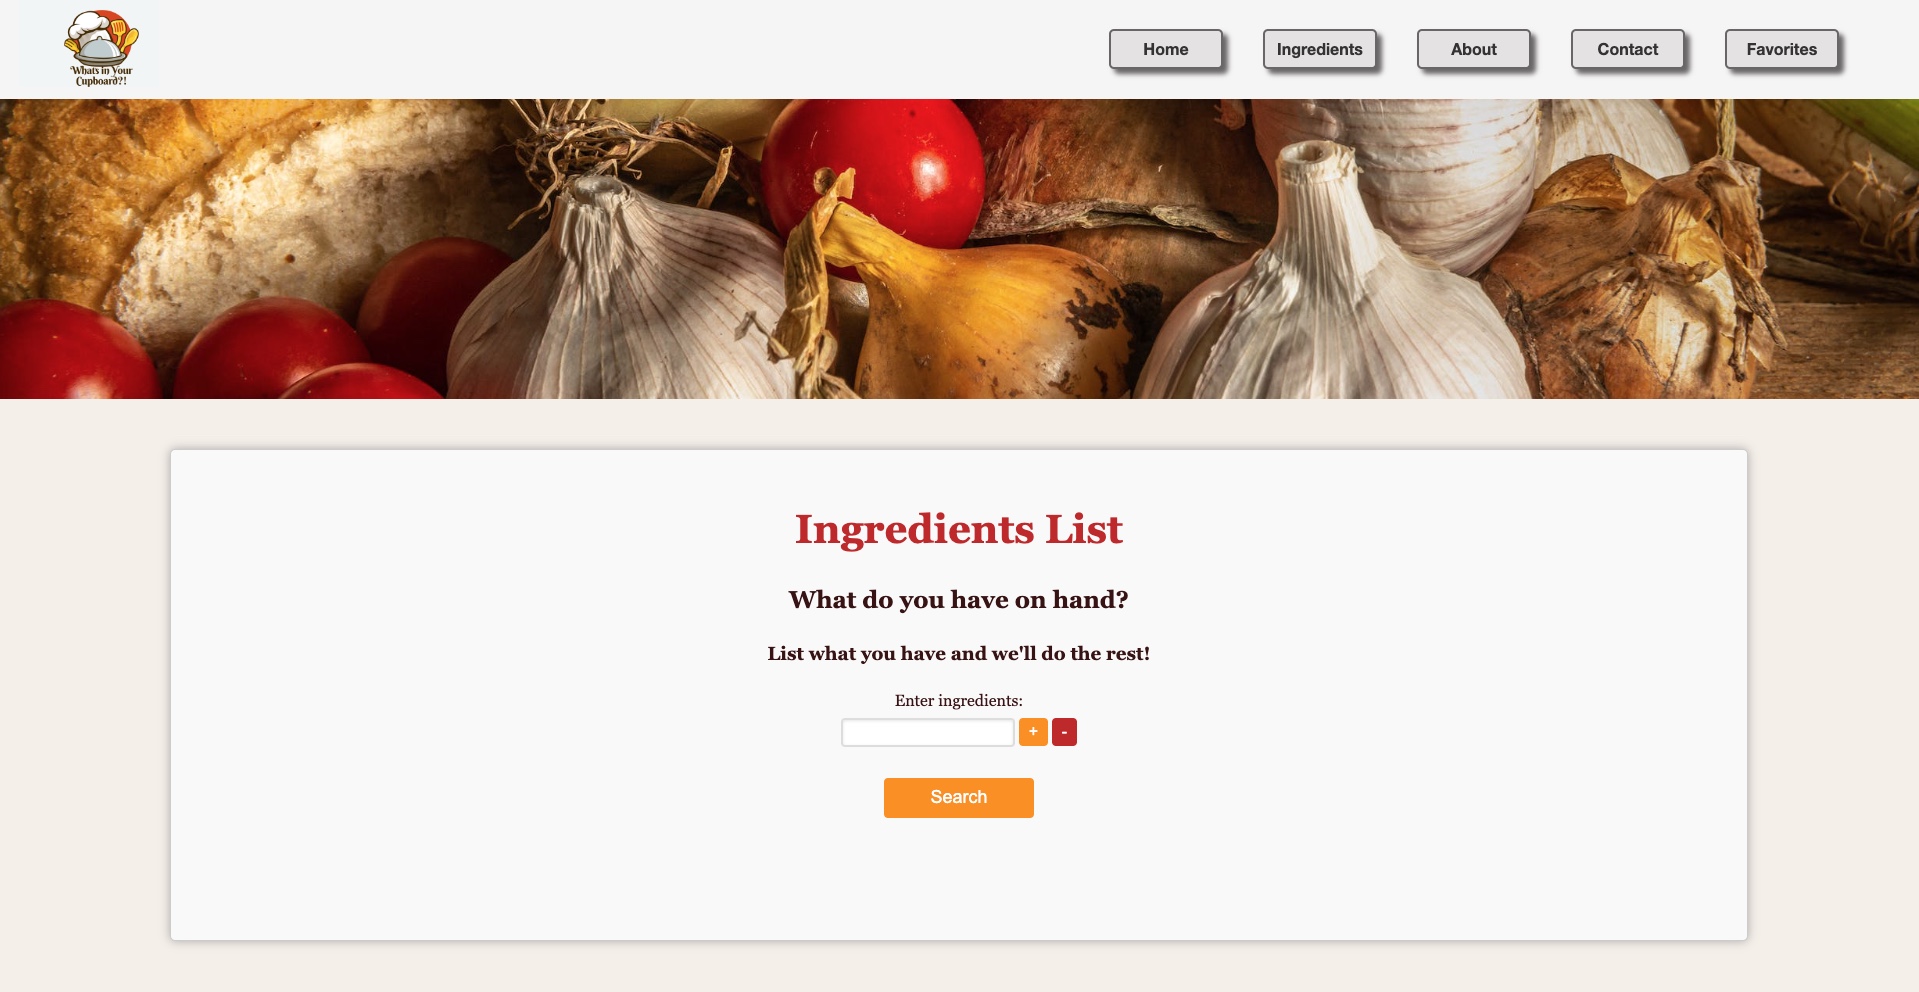 What's in Your
Cupboard?!
Home
Ingredients
About
Contact
Favorites
Ingredients List
What do you have on hand?
List what you have and we'll do the rest!
Enter ingredients:
+
-
Search